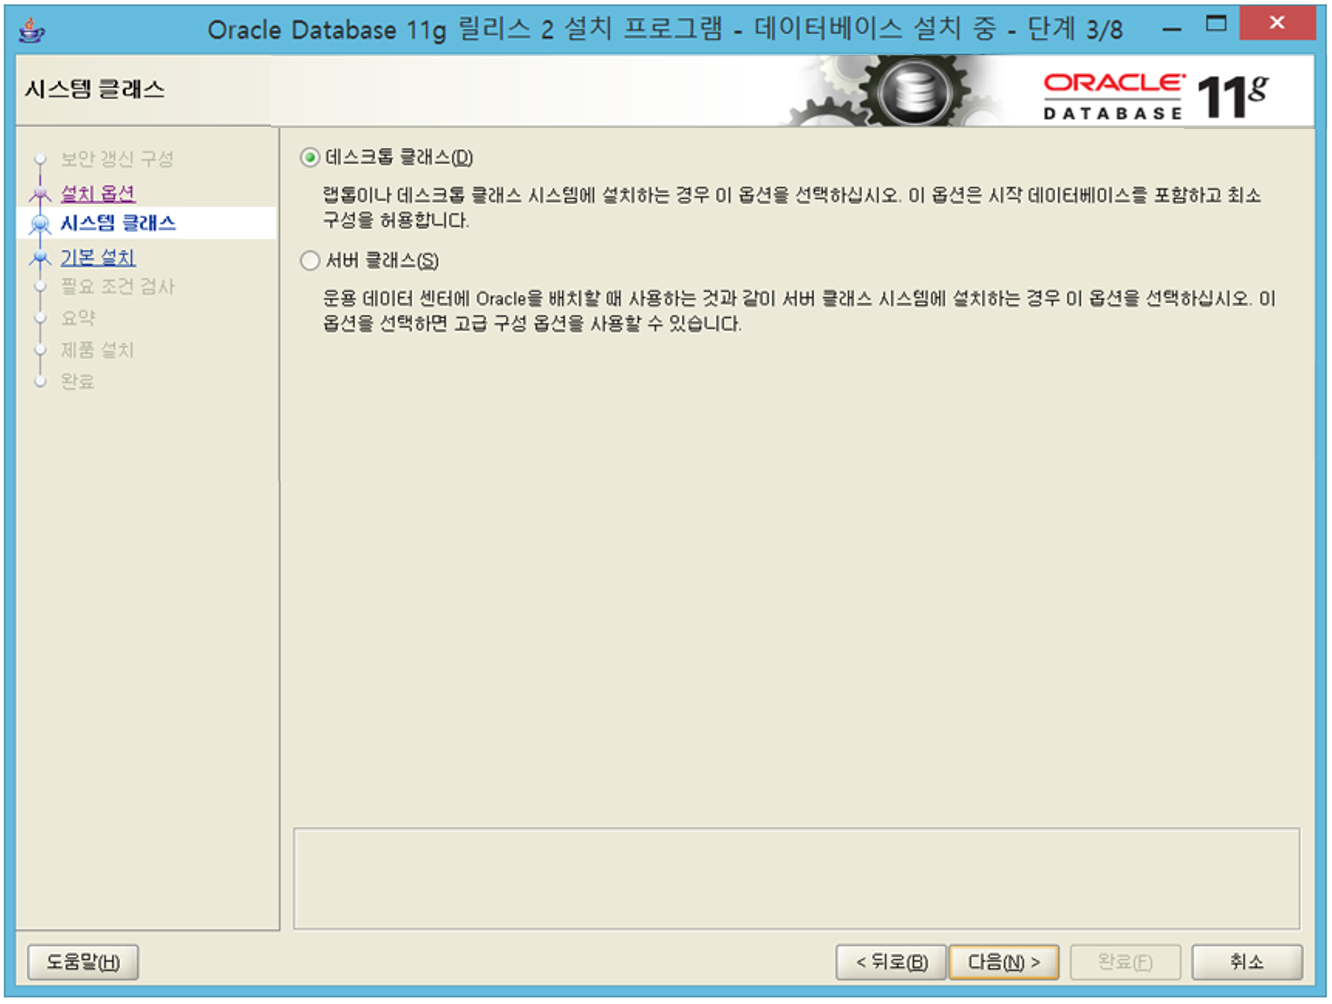 Oracle Database 11g 릴리스 2 설치 프로그램 - 데이터베이스 설치 중 - 단계 3/8
시스템 클래스
ORACLE
DATABASE
11g
보안 갱신 구성
설치 옵션
시스템 클래스
기본 설치
필요 조건 검사
요약
제품 설치
완료
데스크톱 클래스(D)
랩톱이나 데스크톱 클래스 시스템에 설치하는 경우 이 옵션을 선택하십시오. 이 옵션은 시작 데이터베이스를 포함하고 최소
구성을 허용합니다.
서버 클래스(S)
운용 데이터 센터에 Oracle을 배치할 때 사용하는 것과 같이 서버 클래스 시스템에 설치하는 경우 이 옵션을 선택하십시오. 이
옵션을 선택하면 고급 구성 옵션을 사용할 수 있습니다.
도움말(H)
< 뒤로(B)
다음(N) >
완료(F)
취소